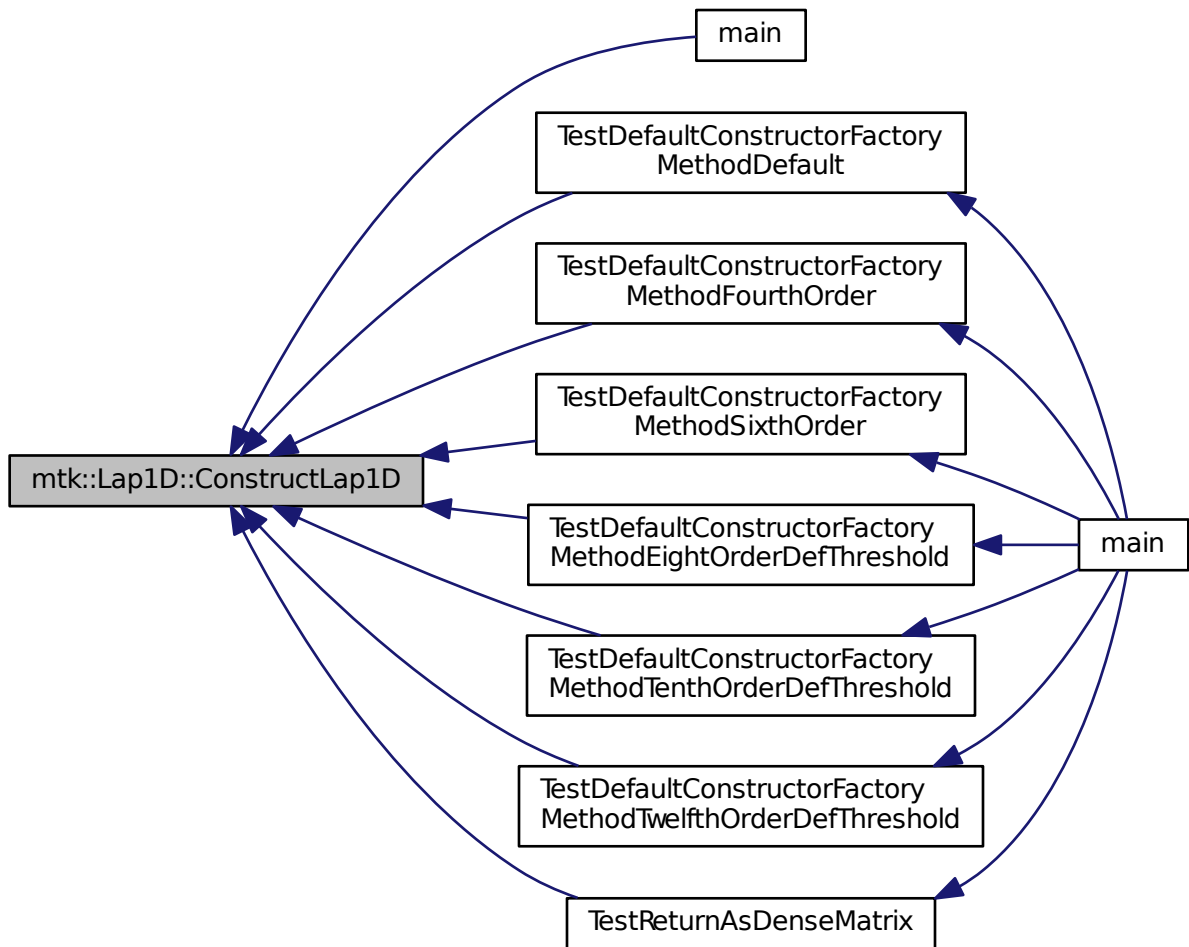 main
TestDefaultConstructorFactory
MethodDefault
TestDefaultConstructorFactory
MethodFourthOrder
TestDefaultConstructorFactory
MethodSixthOrder
mtk::Lap1D::ConstructLap1D
TestDefaultConstructorFactory
MethodEightOrderDefThreshold
main
TestDefaultConstructorFactory
MethodTenthOrderDefThreshold
TestDefaultConstructorFactory
MethodTwelfthOrderDefThreshold
TestReturnAsDenseMatrix